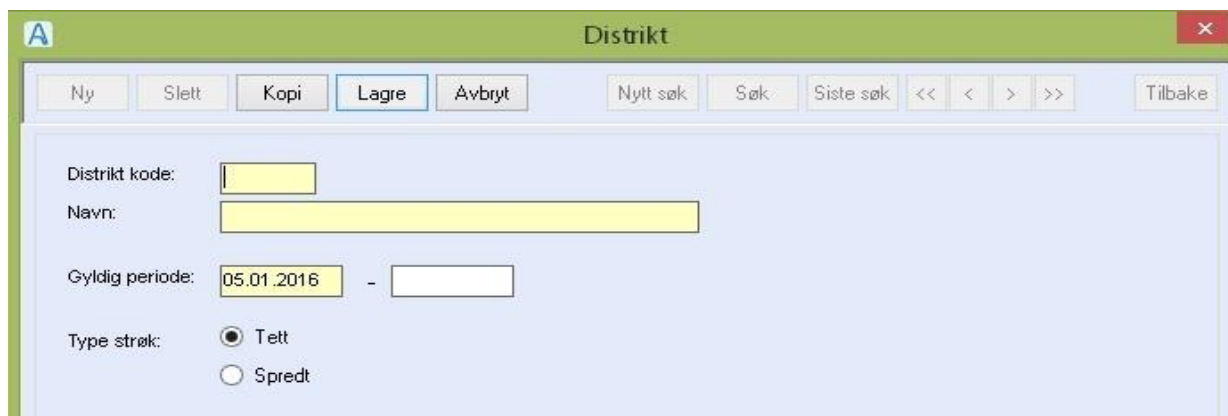 A Distrikt ×
Ny Slett Kopi Lagre Avbryt Nytt søk Søk Siste søk << < > >> Tilbake
Distrikt kode:
Navn:
Gyldig periode: 05.01.2016 -
Type strøk: Tett
Spredt